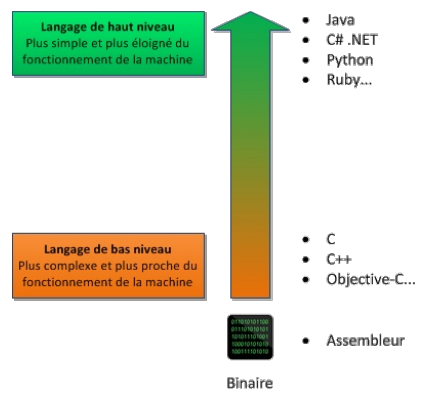 Langage de haut niveau
Plus simple et plus éloigné du
fonctionnement de la machine
• Java
• C# .NET
• Python
• Ruby...
Langage de bas niveau
Plus complexe et plus proche du
fonctionnement de la machine
• C
• C++
• Objective-C...
• Assembleur
Binaire